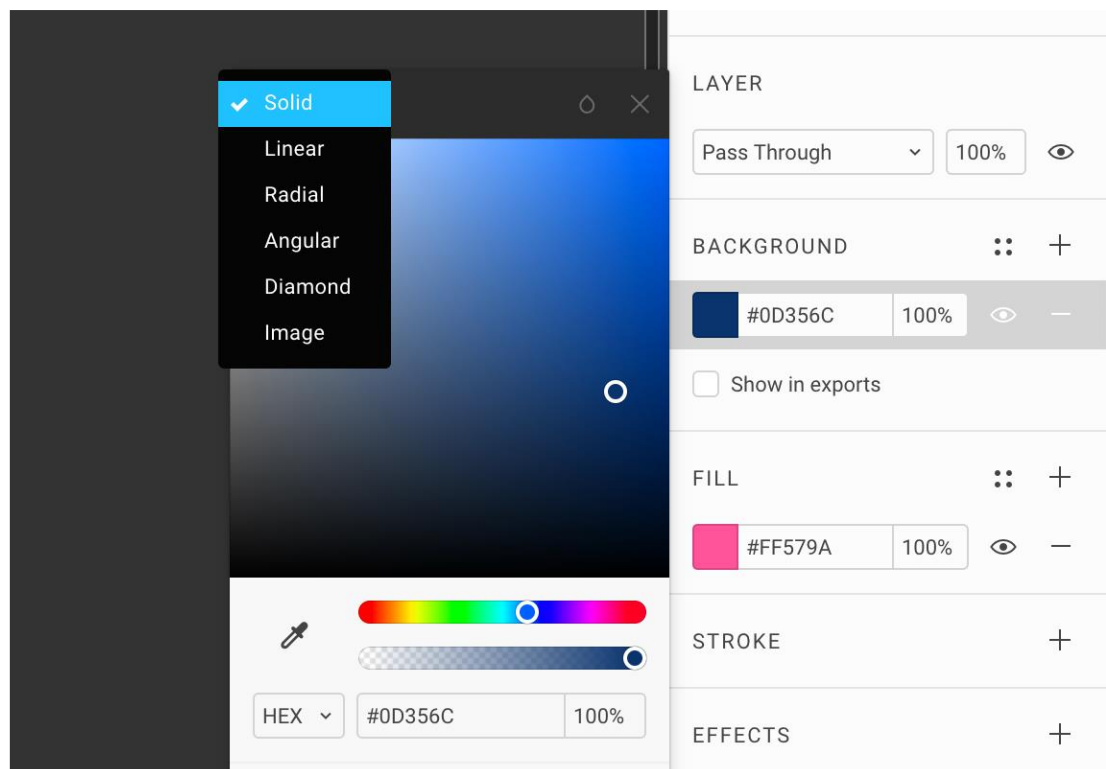 Solid
Linear
Radial
Angular
Diamond
Image
HEX
#0D356C
100%
LAYER
Pass Through
100%
BACKGROUND
#0D356C
100%
Show in exports
FILL
#FF579A
100%
STROKE
EFFECTS